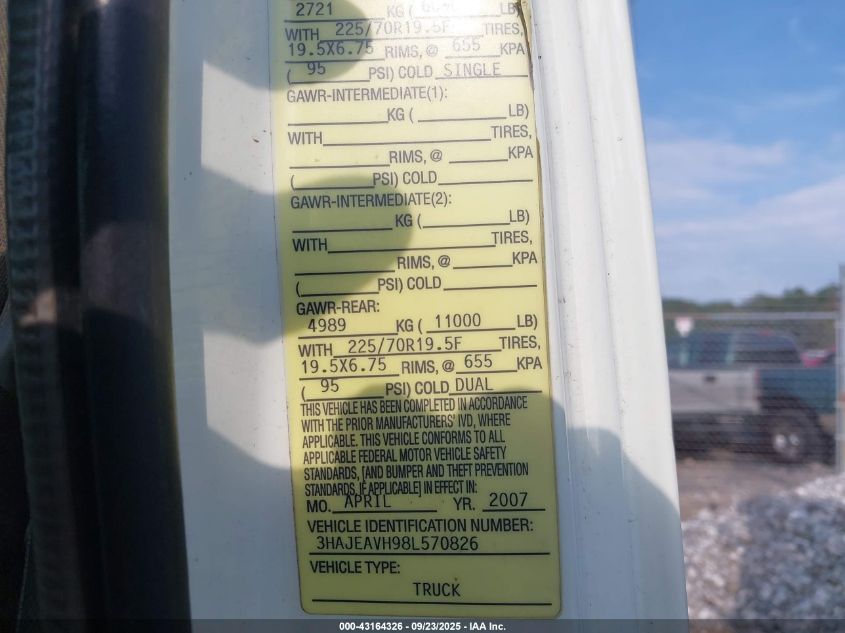 2721 KG ( LB)
WITH 225/70R19.5F TIRES,
19.5X6.75 RIMS, @ 655 KPA
( 95 PSI) COLD SINGLE
GAWR-INTERMEDIATE(1):
KG ( LB)
WITH TIRES,
RIMS, @ KPA
( PSI) COLD
GAWR-INTERMEDIATE(2):
KG ( LB)
WITH TIRES,
RIMS, @ KPA
( PSI) COLD
GAWR-REAR:
4989 KG ( 11000 LB)
WITH 225/70R19.5F TIRES,
19.5X6.75 RIMS, @ 655 KPA
( 95 PSI) COLD DUAL
THIS VEHICLE HAS BEEN COMPLETED IN ACCORDANCE
WITH THE PRIOR MANUFACTURERS' IVD, WHERE
APPLICABLE. THIS VEHICLE CONFORMS TO ALL
APPLICABLE FEDERAL MOTOR VEHICLE SAFETY
STANDARDS, [AND BUMPER AND THEFT PREVENTION
STANDARDS, IF APPLICABLE] IN EFFECT IN:
MO. APRIL YR. 2007
VEHICLE IDENTIFICATION NUMBER:
3HAJEAVH98L570826
VEHICLE TYPE:
TRUCK
000-43164326 - 09/23/2025 - IAA Inc.